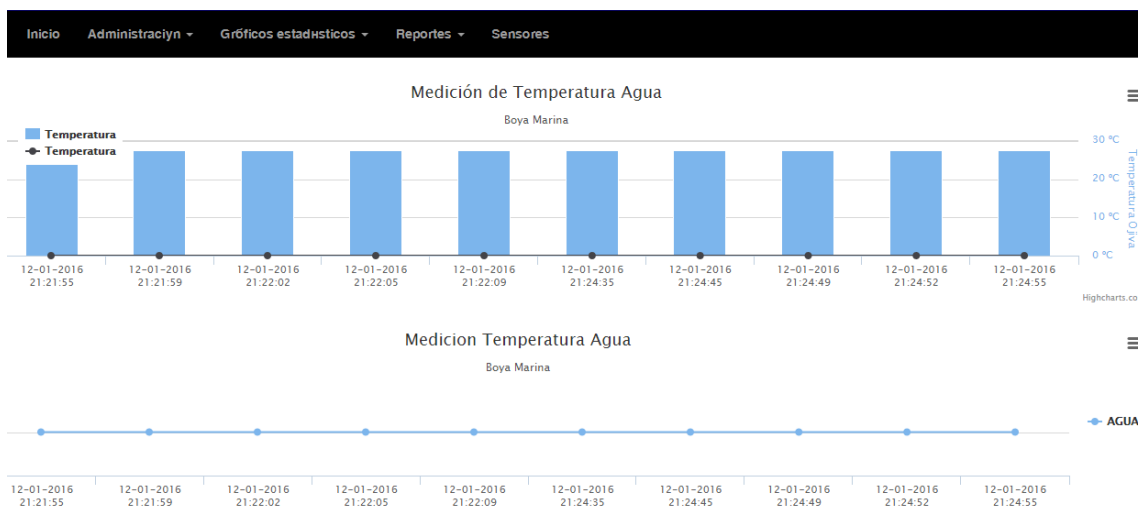 Inicio Administraciyn Grбficos estadнsticos Reportes Sensores
Medición de Temperatura Agua
Boya Marina
Temperatura
Temperatura
30 ºC
20 ºC
10 ºC
0 ºC
Temperatura Ojiva
12-01-2016 12-01-2016 12-01-2016 12-01-2016 12-01-2016 12-01-2016 12-01-2016 12-01-2016 12-01-2016 12-01-2016
21:21:55 21:21:59 21:22:02 21:22:05 21:22:09 21:24:35 21:24:45 21:24:49 21:24:52 21:24:55
Highcharts.co
Medicion Temperatura Agua
Boya Marina
AGUA
12-01-2016 12-01-2016 12-01-2016 12-01-2016 12-01-2016 12-01-2016 12-01-2016 12-01-2016 12-01-2016 12-01-2016
21:21:55 21:21:59 21:22:02 21:22:05 21:22:09 21:24:35 21:24:45 21:24:49 21:24:52 21:24:55